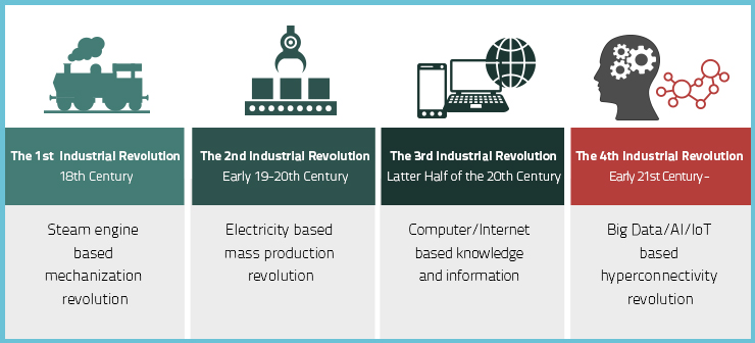 The 1st Industrial Revolution
18th Century
The 2nd Industrial Revolution
Early 19-20th Century
The 3rd Industrial Revolution
Latter Half of the 20th Century
The 4th Industrial Revolution
Early 21st Century-
Steam engine
based
mechanization
revolution
Electricity based
mass production
revolution
Computer/Internet
based knowledge
and information
Big Data/AI/IoT
based
hyperconnectivity
revolution